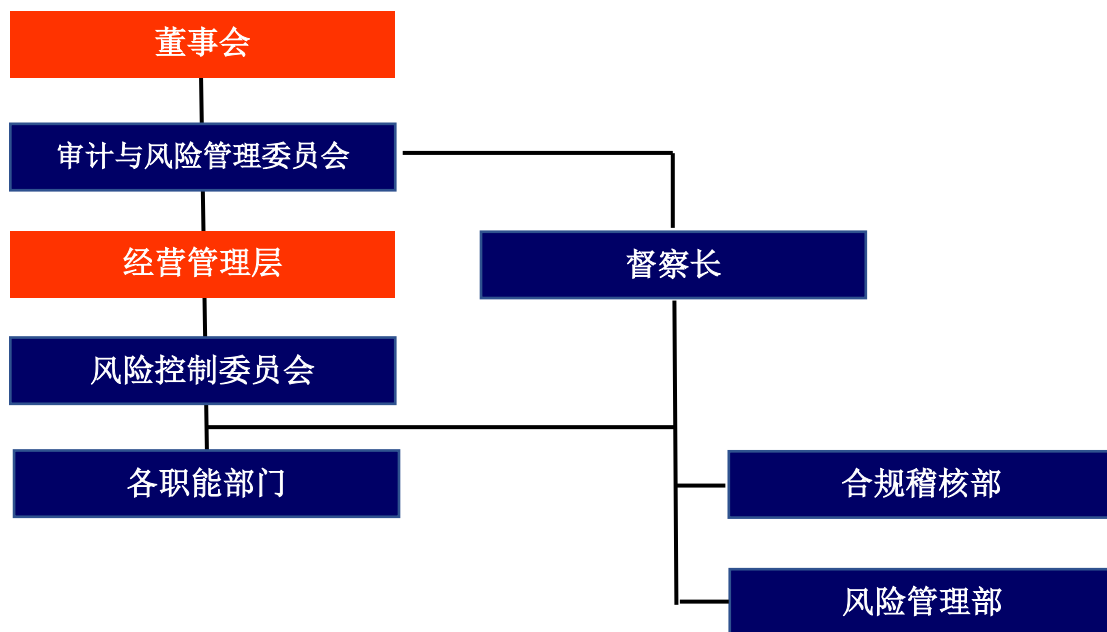 董事会
审计与风险管理委员会
经营管理层
督察长
风险控制委员会
各职能部门
合规稽核部
风险管理部